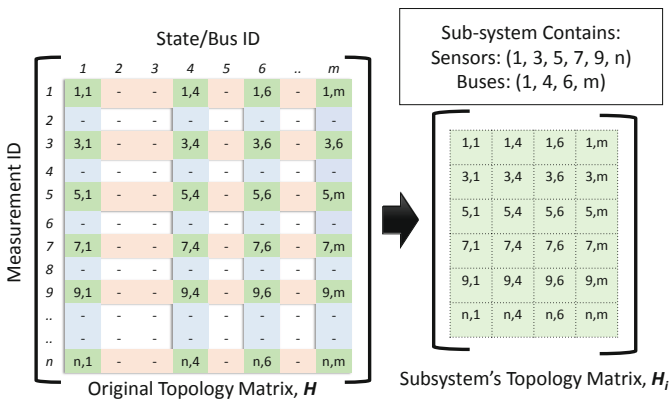 State/Bus ID
1 2 3 4 5 6 .. m
Measurement ID
1 1,1 - - 1,4 - 1,6 - 1,m
2 - - - - - - - -
3 3,1 - - 3,4 - 3,6 - 3,6
4 - - - - - - - -
5 5,1 - - 5,4 - 5,6 - 5,m
6 - - - - - - - -
7 7,1 - - 7,4 - 7,6 - 7,m
8 - - - - - - - -
9 9,1 - - 9,4 - 9,6 - 9,m
.. - - - - - - - -
.. - - - - - - - -
n n,1 - - n,4 - n,6 - n,m
Original Topology Matrix, H
Sub-system Contains:
Sensors: (1, 3, 5, 7, 9, n)
Buses: (1, 4, 6, m)
1,1 1,4 1,6 1,m
3,1 3,4 3,6 3,m
5,1 5,4 5,6 5,m
7,1 7,4 7,6 7,m
9,1 9,4 9,6 9,m
n,1 n,4 n,6 n,m
Subsystem's Topology Matrix, Hi